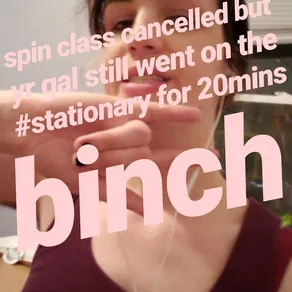 spin class cancelled but
yr gal still went on the
#stationary for 20mins
binch